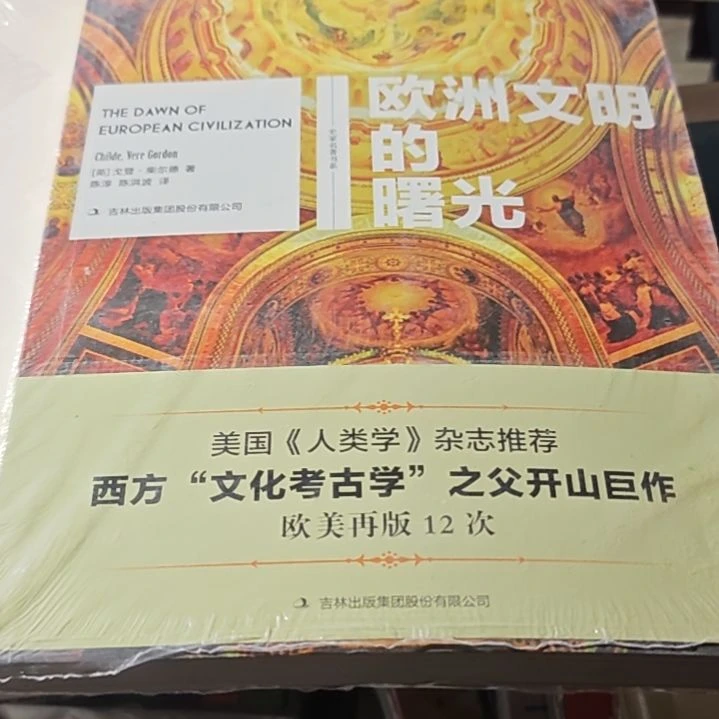 THE DAWN OF
EUROPEAN CIVILIZATION
Childe, Vere Gordon
[英] 戈登·柴尔德 著
陈淳 陈洪波 译
吉林出版集团股份有限公司
欧洲文明
的
曙光
美国《人类学》杂志推荐
西方“文化考古学”之父开山巨作
欧美再版 12 次
吉林出版集团股份有限公司